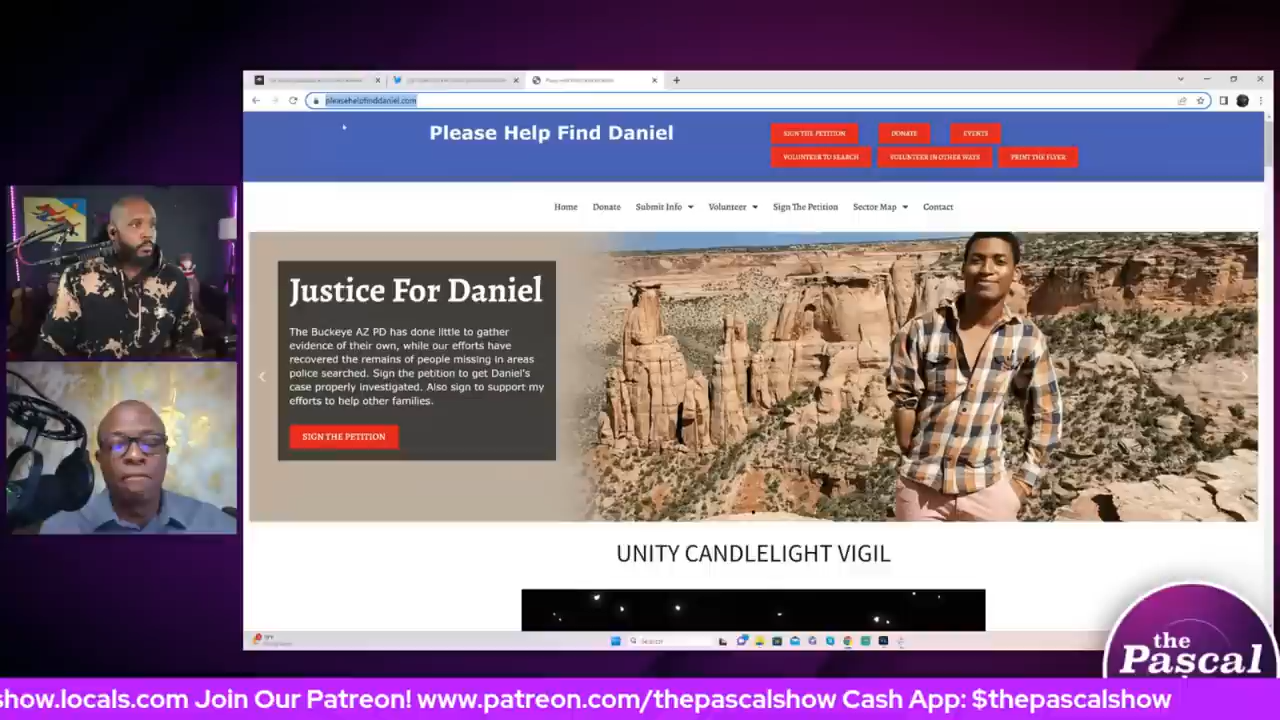 pleasehelpfinddaniel.com
Please Help Find Daniel
SIGN THE PETITION
DONATE
EVENTS
VOLUNTEER TO SEARCH
VOLUNTEER IN OTHER WAYS
PRINT THE FLYER
Home Donate Submit Info Volunteer Sign The Petition Sector Map Contact
Justice For Daniel
The Buckeye AZ PD has done little to gather
evidence of their own, while our efforts have
recovered the remains of people missing in areas
police searched. Sign the petition to get Daniel's
case properly investigated. Also sign to support my
efforts to help other families.
SIGN THE PETITION
UNITY CANDLELIGHT VIGIL
Search
the
Pascal
show.locals.com Join Our Patreon! www.patreon.com/thepascalshow Cash App: $thepascalshow